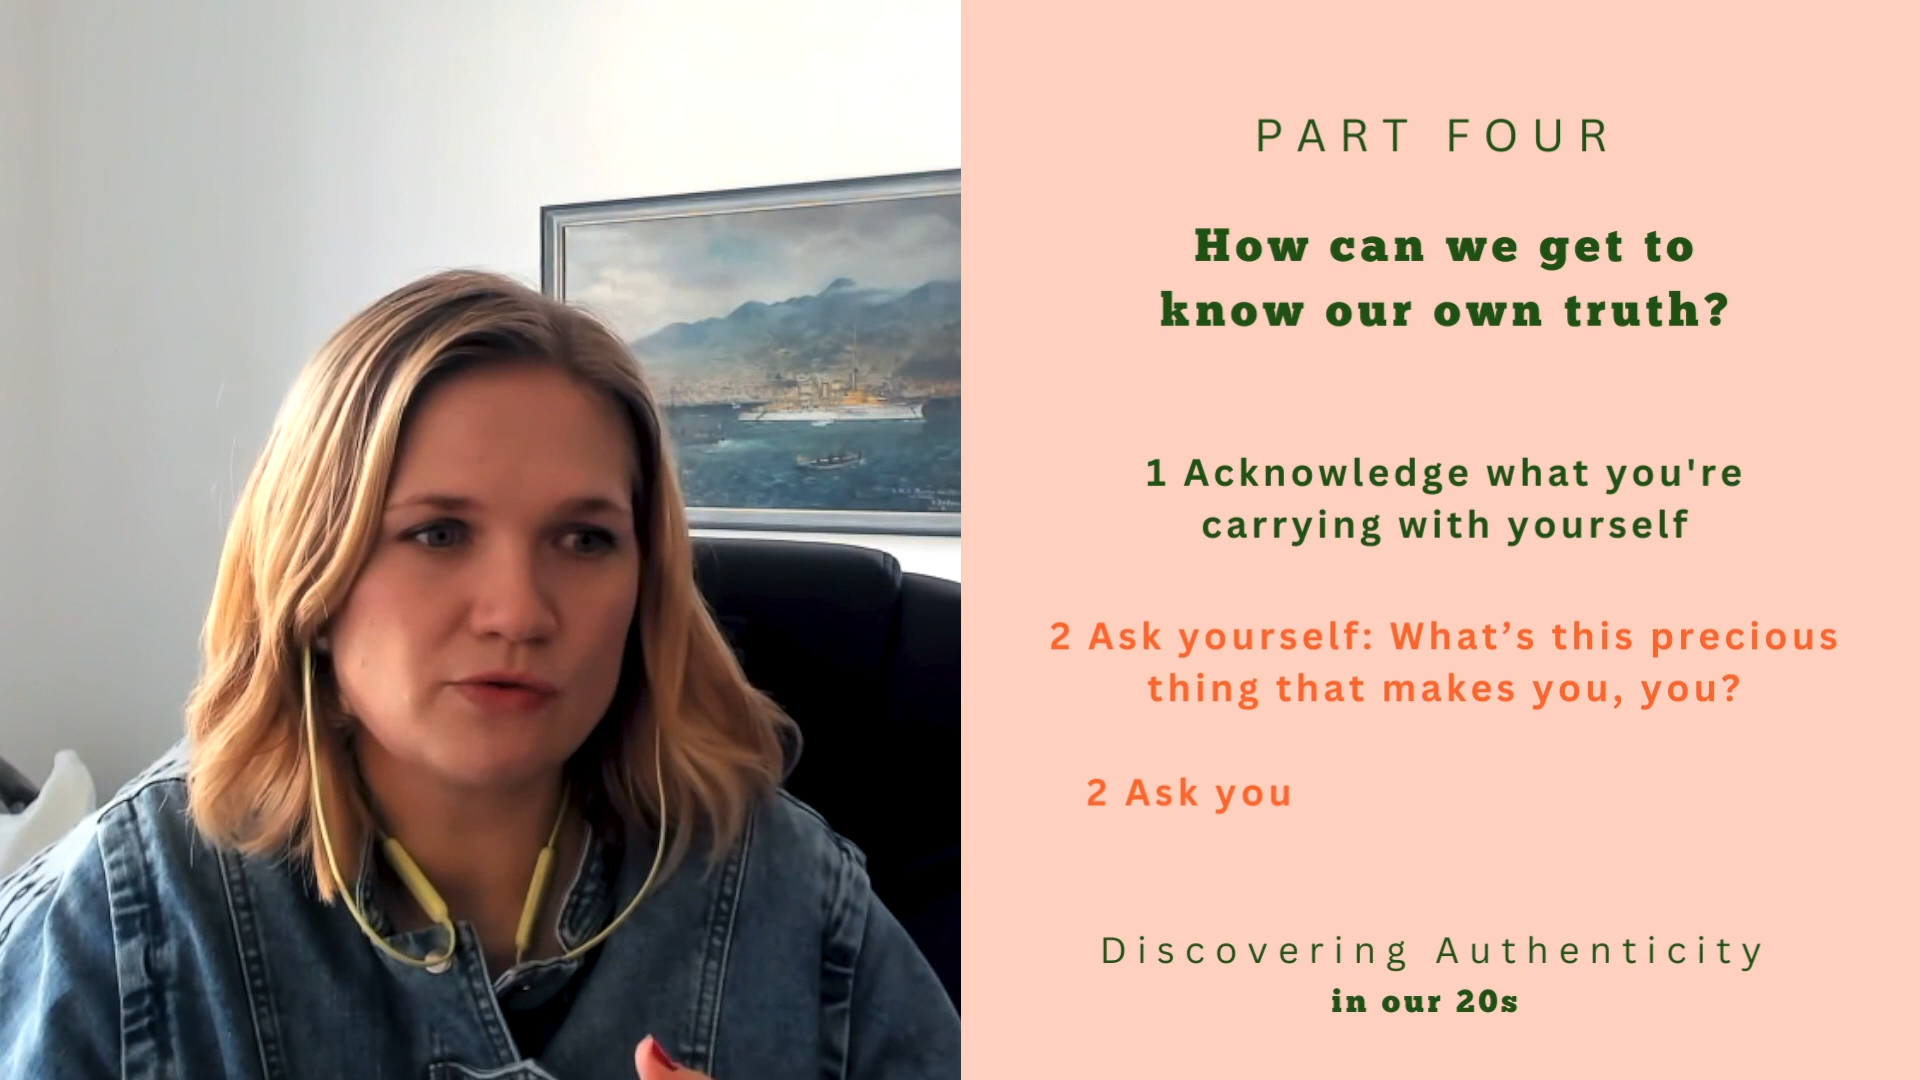 PART FOUR
How can we get to
know our own truth?
1 Acknowledge what you're
carrying with yourself
2 Ask yourself: What’s this precious
thing that makes you, you?
2 Ask you
Discovering Authenticity
in our 20s